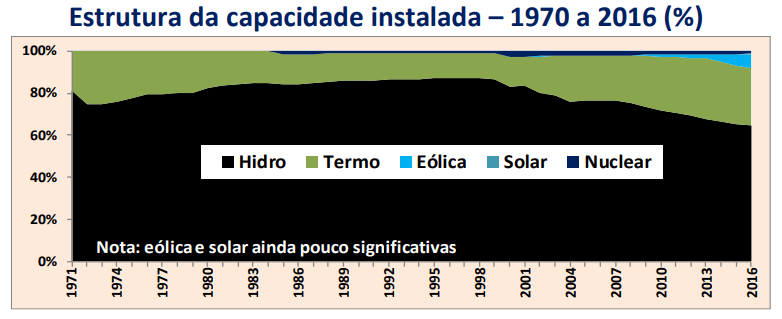 Estrutura da capacidade instalada – 1970 a 2016 (%)
100%
80%
60%
40%
20%
0%
Hidro Termo Eólica Solar Nuclear
Nota: eólica e solar ainda pouco significativas
1971 1974 1977 1980 1983 1986 1989 1992 1995 1998 2001 2004 2007 2010 2013 2016